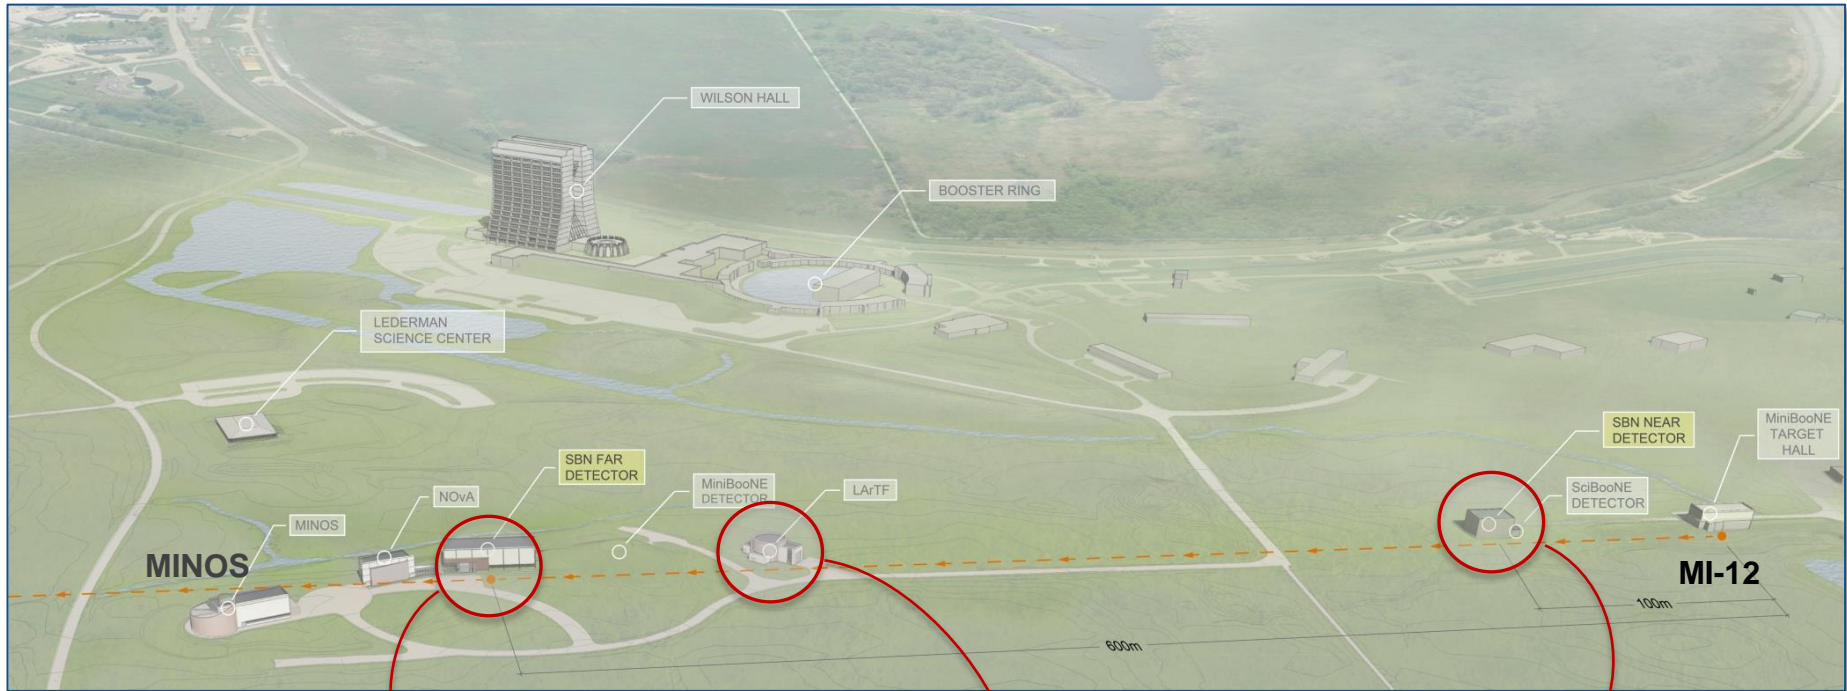 WILSON HALL
BOOSTER RING
LEDERMAN
SCIENCE CENTER
SBN FAR
DETECTOR
SBN NEAR
DETECTOR
MiniBooNE
TARGET
HALL
MiniBooNE
DETECTOR
LArTF
NOvA
SciBooNE
DETECTOR
MINOS
MINOS
MI-12
100m
600m